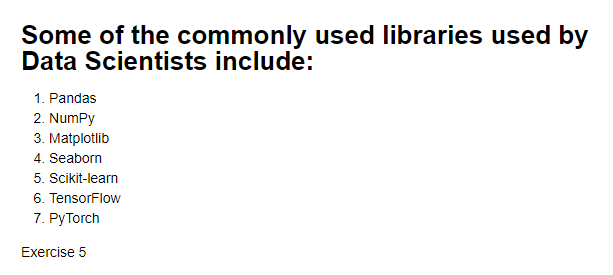 Some of the commonly used libraries used by
Data Scientists include:
1. Pandas
2. NumPy
3. Matplotlib
4. Seaborn
5. Scikit-learn
6. TensorFlow
7. PyTorch
Exercise 5